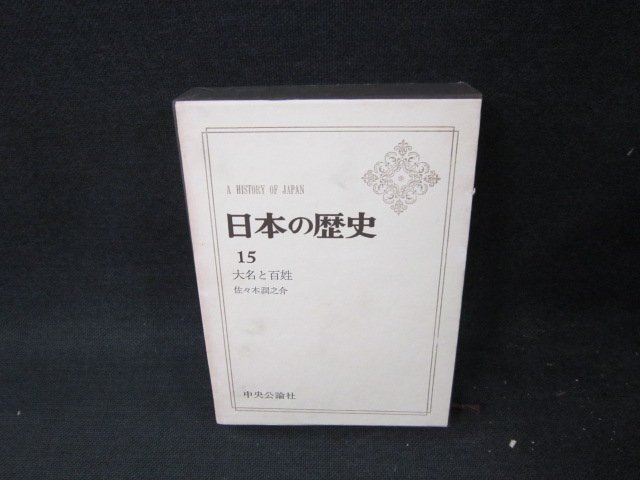 A HISTORY OF JAPAN
日本の歴史
15
大名と百姓
佐々木潤之介
中央公論社